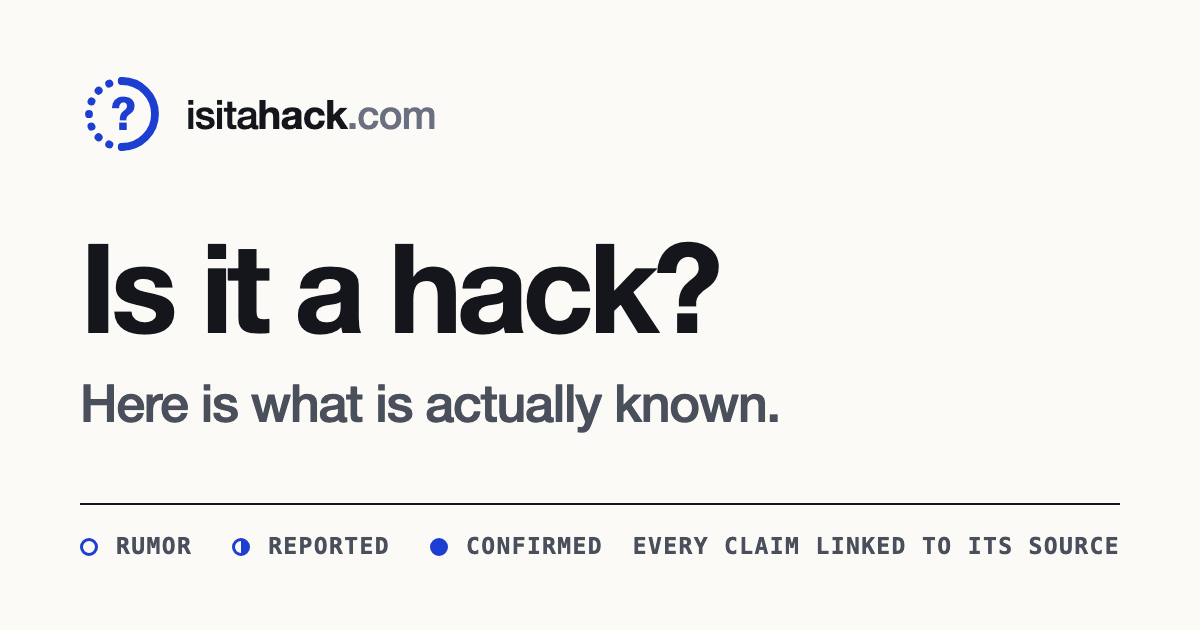 ?
isitahack.com
Is it a hack?
Here is what is actually known.
RUMOR REPORTED CONFIRMED EVERY CLAIM LINKED TO ITS SOURCE